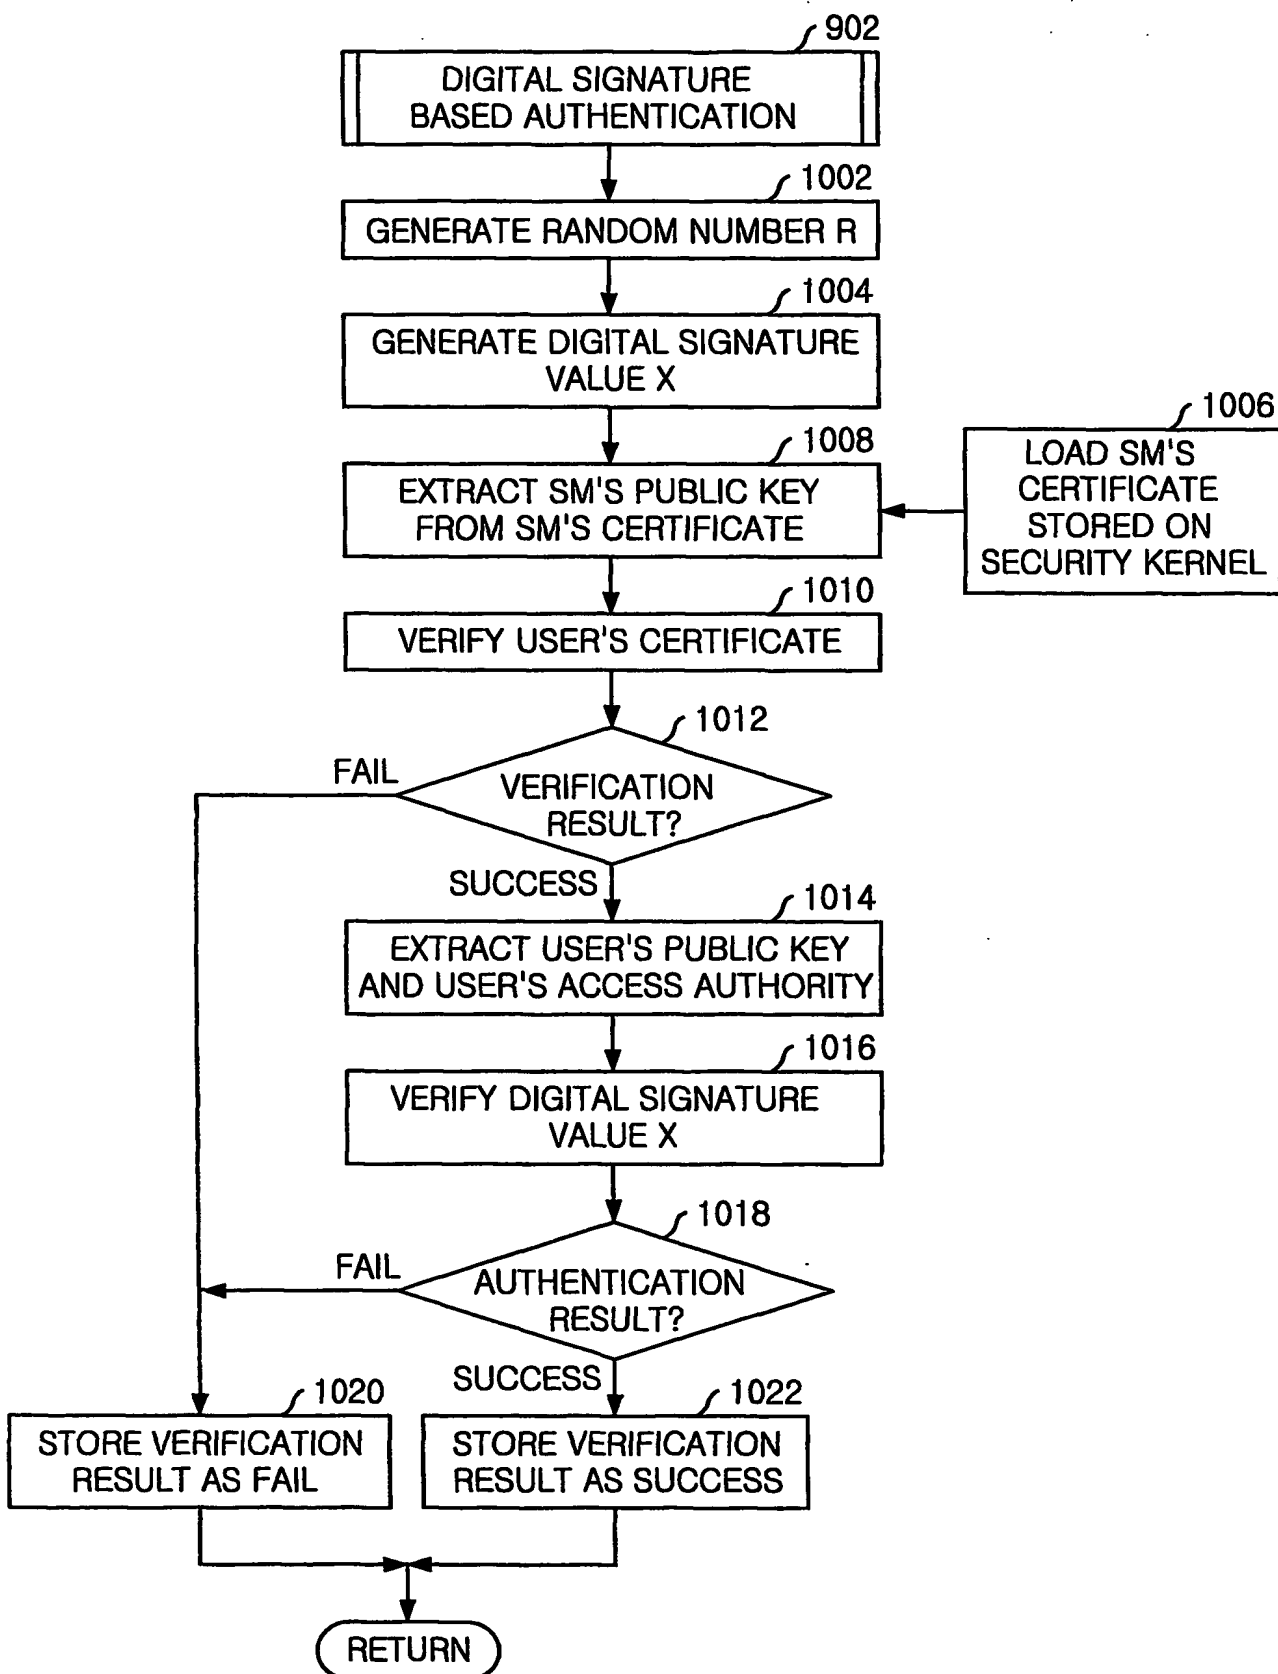 902
DIGITAL SIGNATURE
BASED AUTHENTICATION
1002
GENERATE RANDOM NUMBER R
1004
GENERATE DIGITAL SIGNATURE
VALUE X
1006
LOAD SM'S
CERTIFICATE
STORED ON
SECURITY KERNEL
1008
EXTRACT SM'S PUBLIC KEY
FROM SM'S CERTIFICATE
1010
VERIFY USER'S CERTIFICATE
1012
VERIFICATION
RESULT?
FAIL
SUCCESS
1014
EXTRACT USER'S PUBLIC KEY
AND USER'S ACCESS AUTHORITY
1016
VERIFY DIGITAL SIGNATURE
VALUE X
1018
AUTHENTICATION
RESULT?
FAIL
SUCCESS
1020
STORE VERIFICATION
RESULT AS FAIL
1022
STORE VERIFICATION
RESULT AS SUCCESS
RETURN